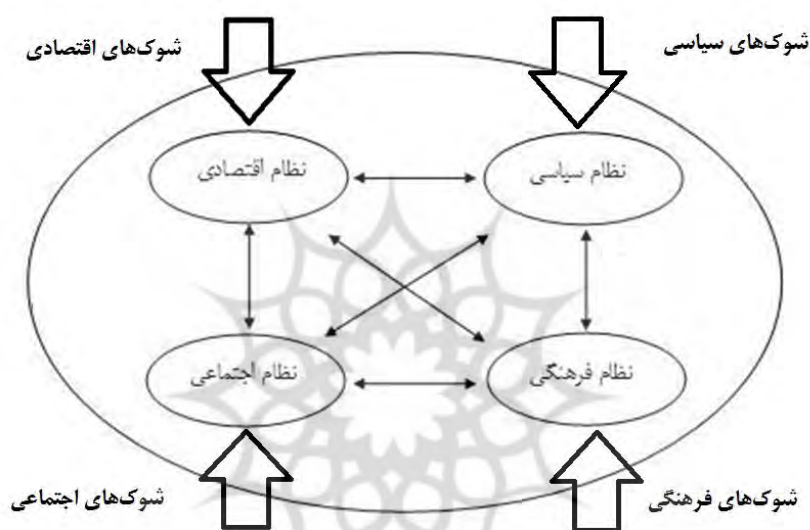 شوک‌های سیاسی
شوک‌های اقتصادی
نظام سیاسی
نظام اقتصادی
نظام فرهنگی
نظام اجتماعی
شوک‌های فرهنگی
شوک‌های اجتماعی